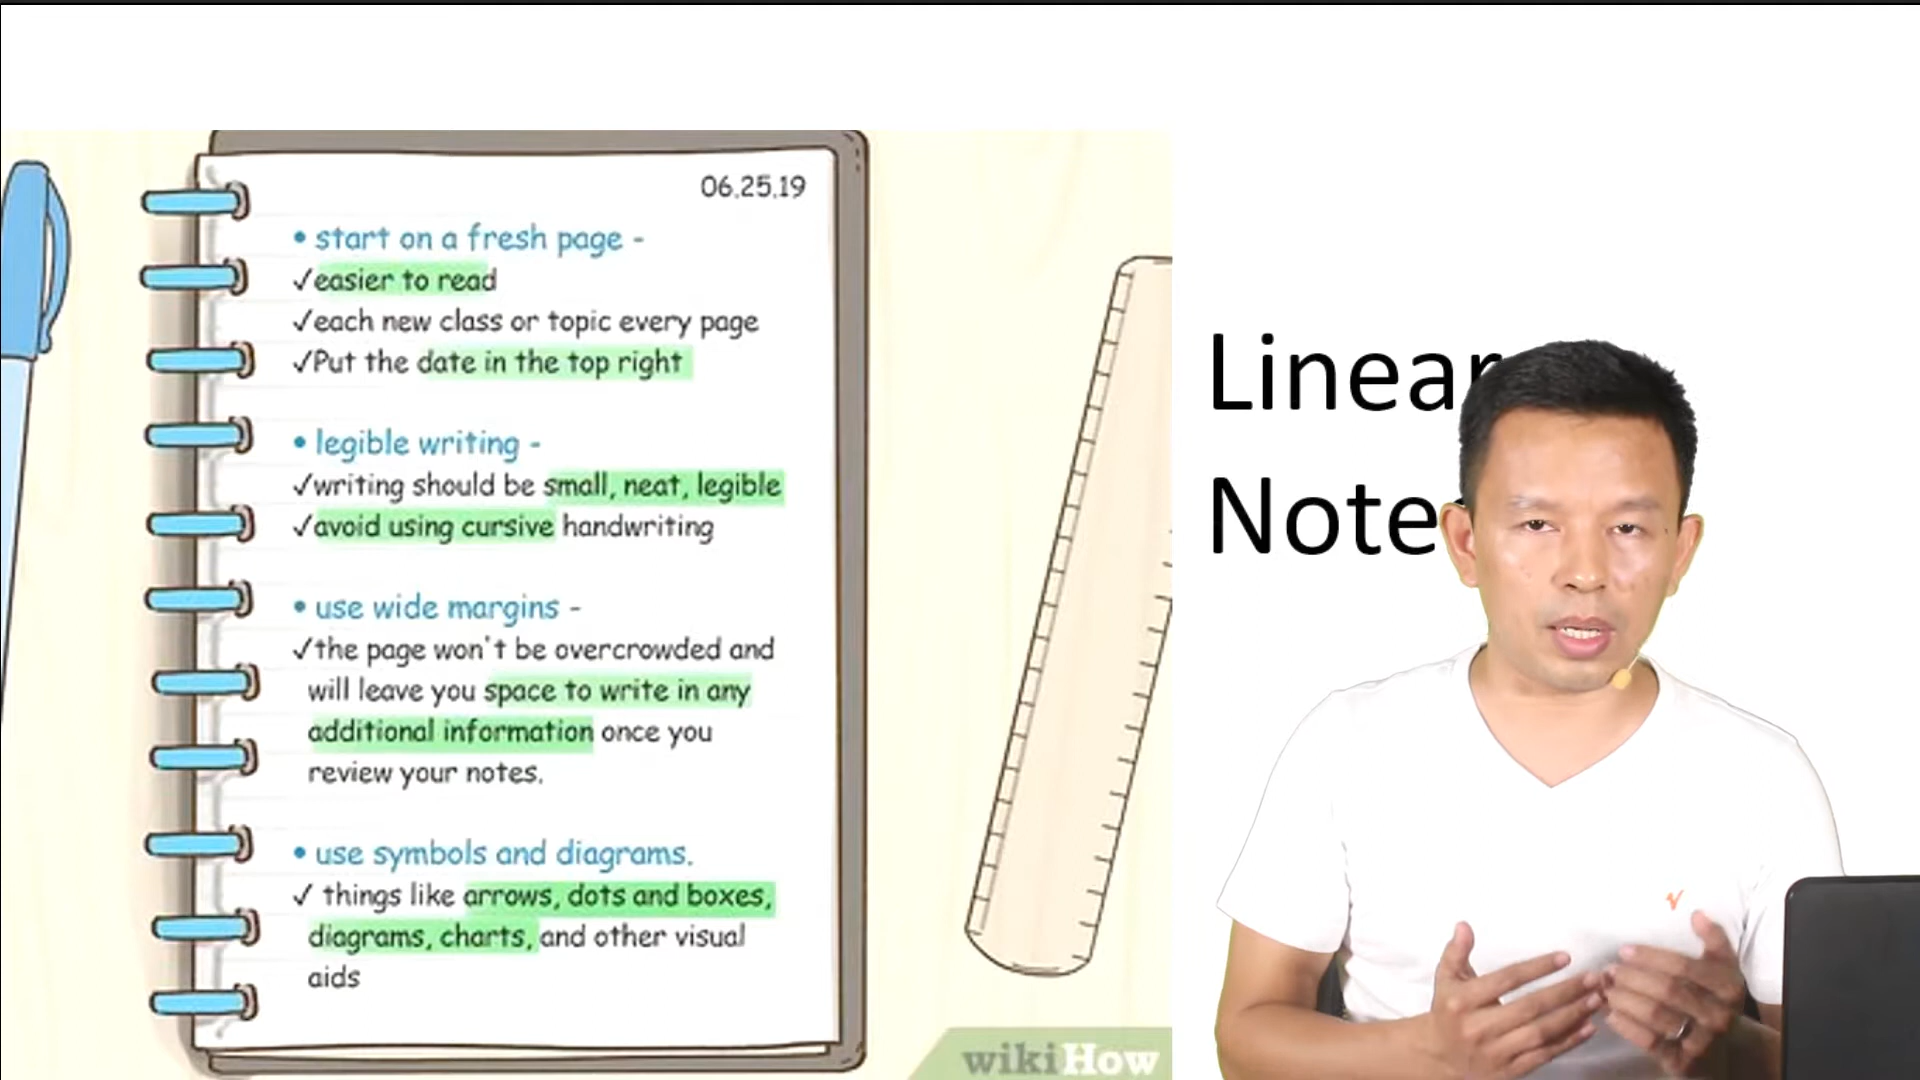 06.25.19
• start on a fresh page -
✓easier to read
✓each new class or topic every page
✓Put the date in the top right
• legible writing -
✓writing should be small, neat, legible
✓avoid using cursive handwriting
• use wide margins -
✓the page won't be overcrowded and
will leave you space to write in any
additional information once you
review your notes.
• use symbols and diagrams.
✓ things like arrows, dots and boxes,
diagrams, charts, and other visual
aids
wikiHow
Linear
Note